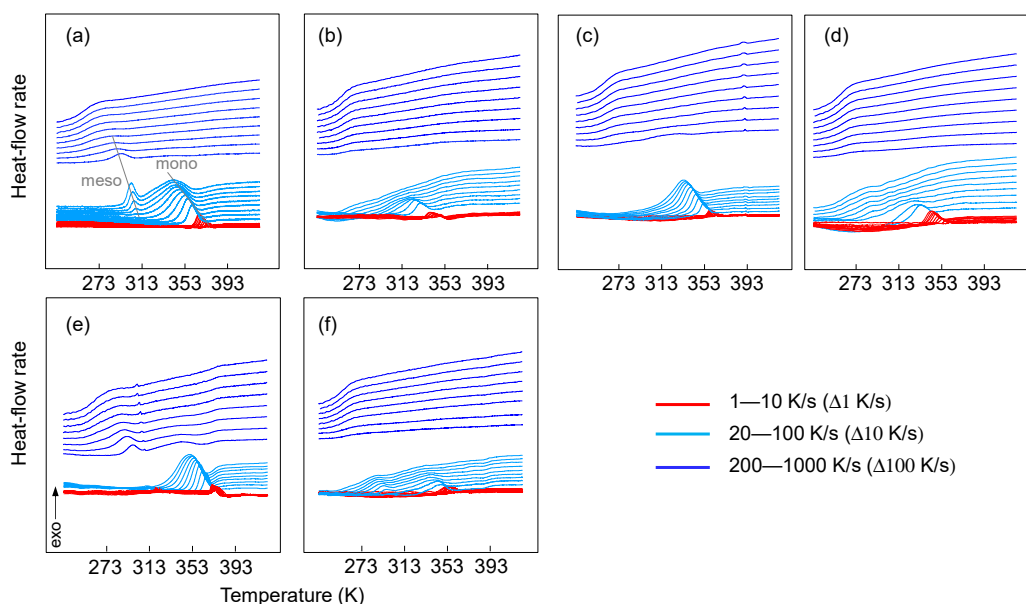 (a)
(b)
(c)
(d)
Heat-flow rate
meso
mono
273 313 353 393
273 313 353 393
273 313 353 393
273 313 353 393
(e)
(f)
Heat-flow rate
exo
1—10 K/s (Δ1 K/s)
20—100 K/s (Δ10 K/s)
200—1000 K/s (Δ100 K/s)
273 313 353 393
273 313 353 393
Temperature (K)